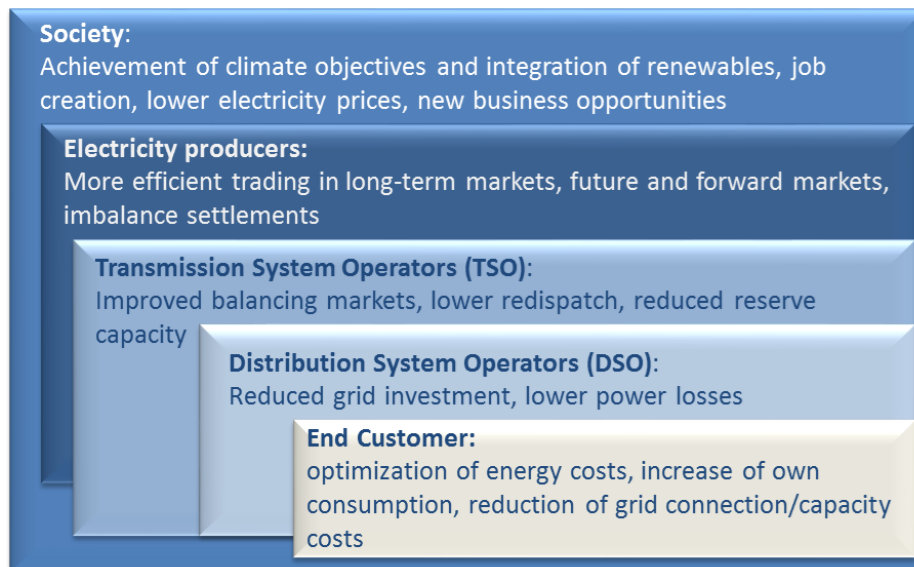 Society:
Achievement of climate objectives and integration of renewables, job
creation, lower electricity prices, new business opportunities
Electricity producers:
More efficient trading in long-term markets, future and forward markets,
imbalance settlements
Transmission System Operators (TSO):
Improved balancing markets, lower redispatch, reduced reserve
capacity
Distribution System Operators (DSO):
Reduced grid investment, lower power losses
End Customer:
optimization of energy costs, increase of own
consumption, reduction of grid connection/capacity
costs